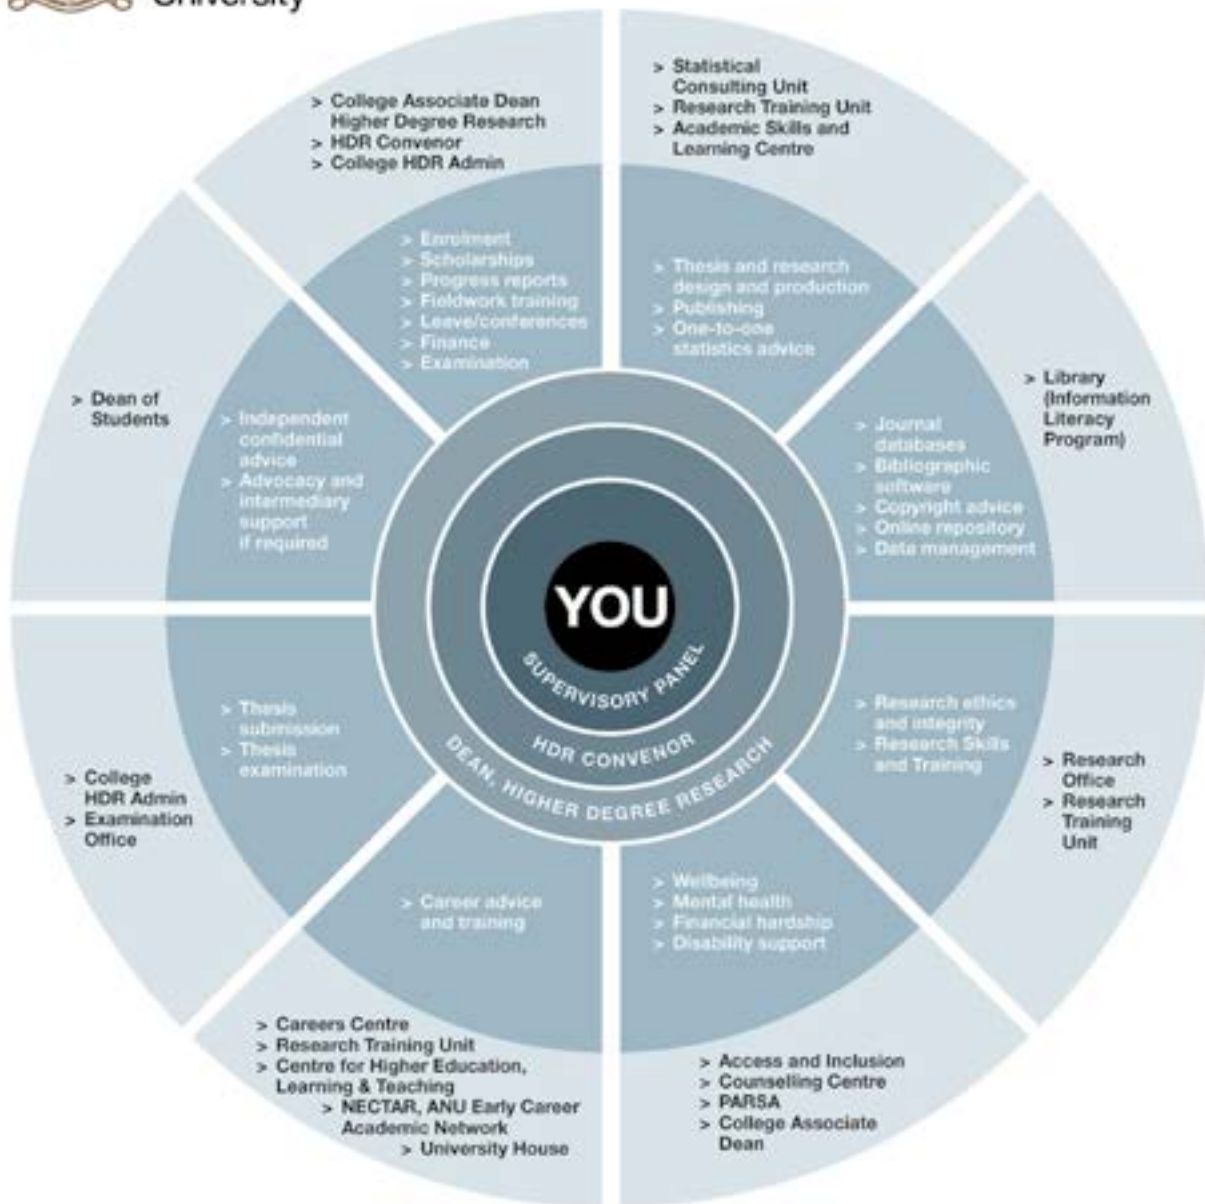 University
> College Associate Dean
Higher Degree Research
> HDR Convenor
> College HDR Admin
> Statistical
Consulting Unit
> Research Training Unit
> Academic Skills and
Learning Centre
> Enrolment
> Scholarships
> Progress reports
> Fieldwork training
> Leave/conferences
> Finance
> Examination
> Thesis and research
design and production
> Publishing
> One-to-one
statistics advice
> Dean of
Students
> Independent
confidential
advice
> Advocacy and
intermediary
support
if required
> Journal
databases
> Bibliographic
software
> Copyright advice
> Online repository
> Data management
> Library
(Information
Literacy
Program)
YOU
SUPERVISORY PANEL
HDR CONVENOR
DEAN, HIGHER DEGREE RESEARCH
> College
HDR Admin
> Examination
Office
> Thesis
submission
> Thesis
examination
> Research ethics
and integrity
> Research Skills
and Training
> Research
Office
> Research
Training
Unit
> Career advice
and training
> Wellbeing
> Mental health
> Financial hardship
> Disability support
> Careers Centre
> Research Training Unit
> Centre for Higher Education,
Learning & Teaching
> NECTAR, ANU Early Career
Academic Network
> University House
> Access and Inclusion
> Counselling Centre
> PARSA
> College Associate
Dean